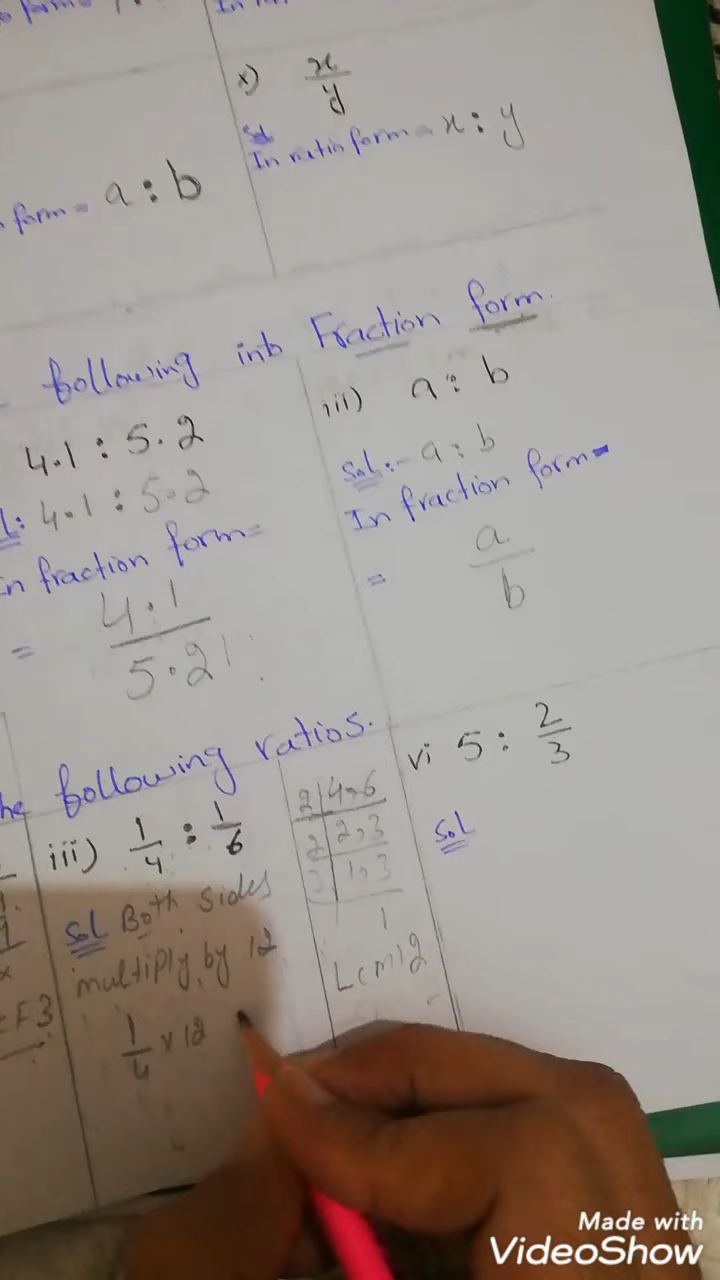 x) x/y
Sol
In ratio form = x : y
form = a : b
following into Fraction form.
4.1 : 5.2
4.1 : 5.2
In fraction form =
= 4.1/5.2
iii) a : b
Sol:- a : b
In fraction form -
= a/b
the following ratios.
iii) 1/4 : 1/6
Sol Both sides
multiply by 12
1/4 x 12
2 | 4, 6
2 | 2, 3
3 | 1, 3
1
LCM 12
vi 5 : 2/3
Sol
Made with
VideoShow